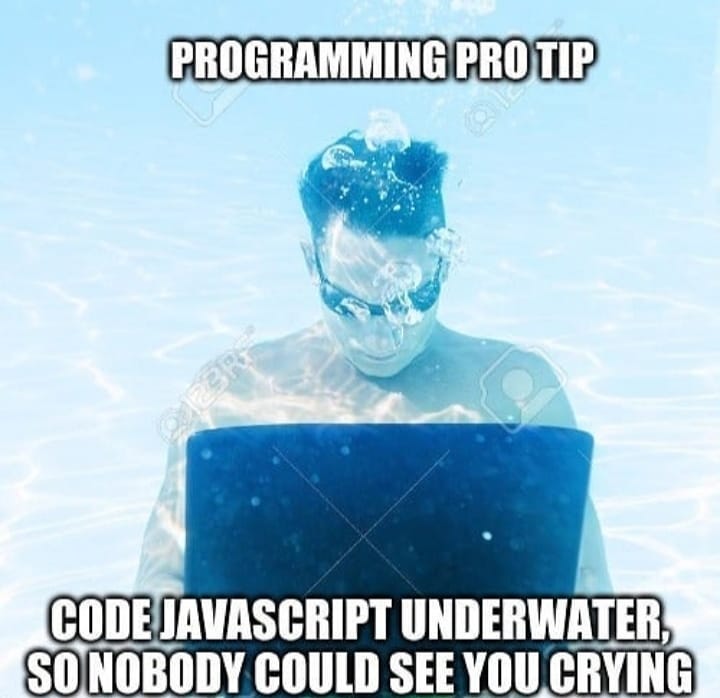 PROGRAMMING PRO TIP
CODE JAVASCRIPT UNDERWATER,
SO NOBODY COULD SEE YOU CRYING